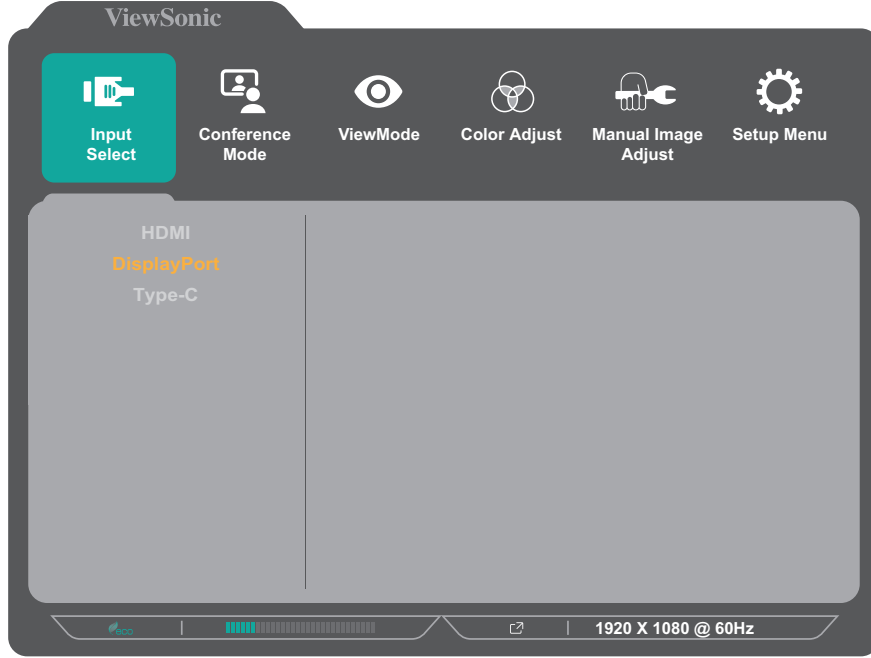 ViewSonic
Input
Select
Conference
Mode
ViewMode
Color Adjust
Manual Image
Adjust
Setup Menu
HDMI
DisplayPort
Type-C
eco
1920 X 1080 @ 60Hz